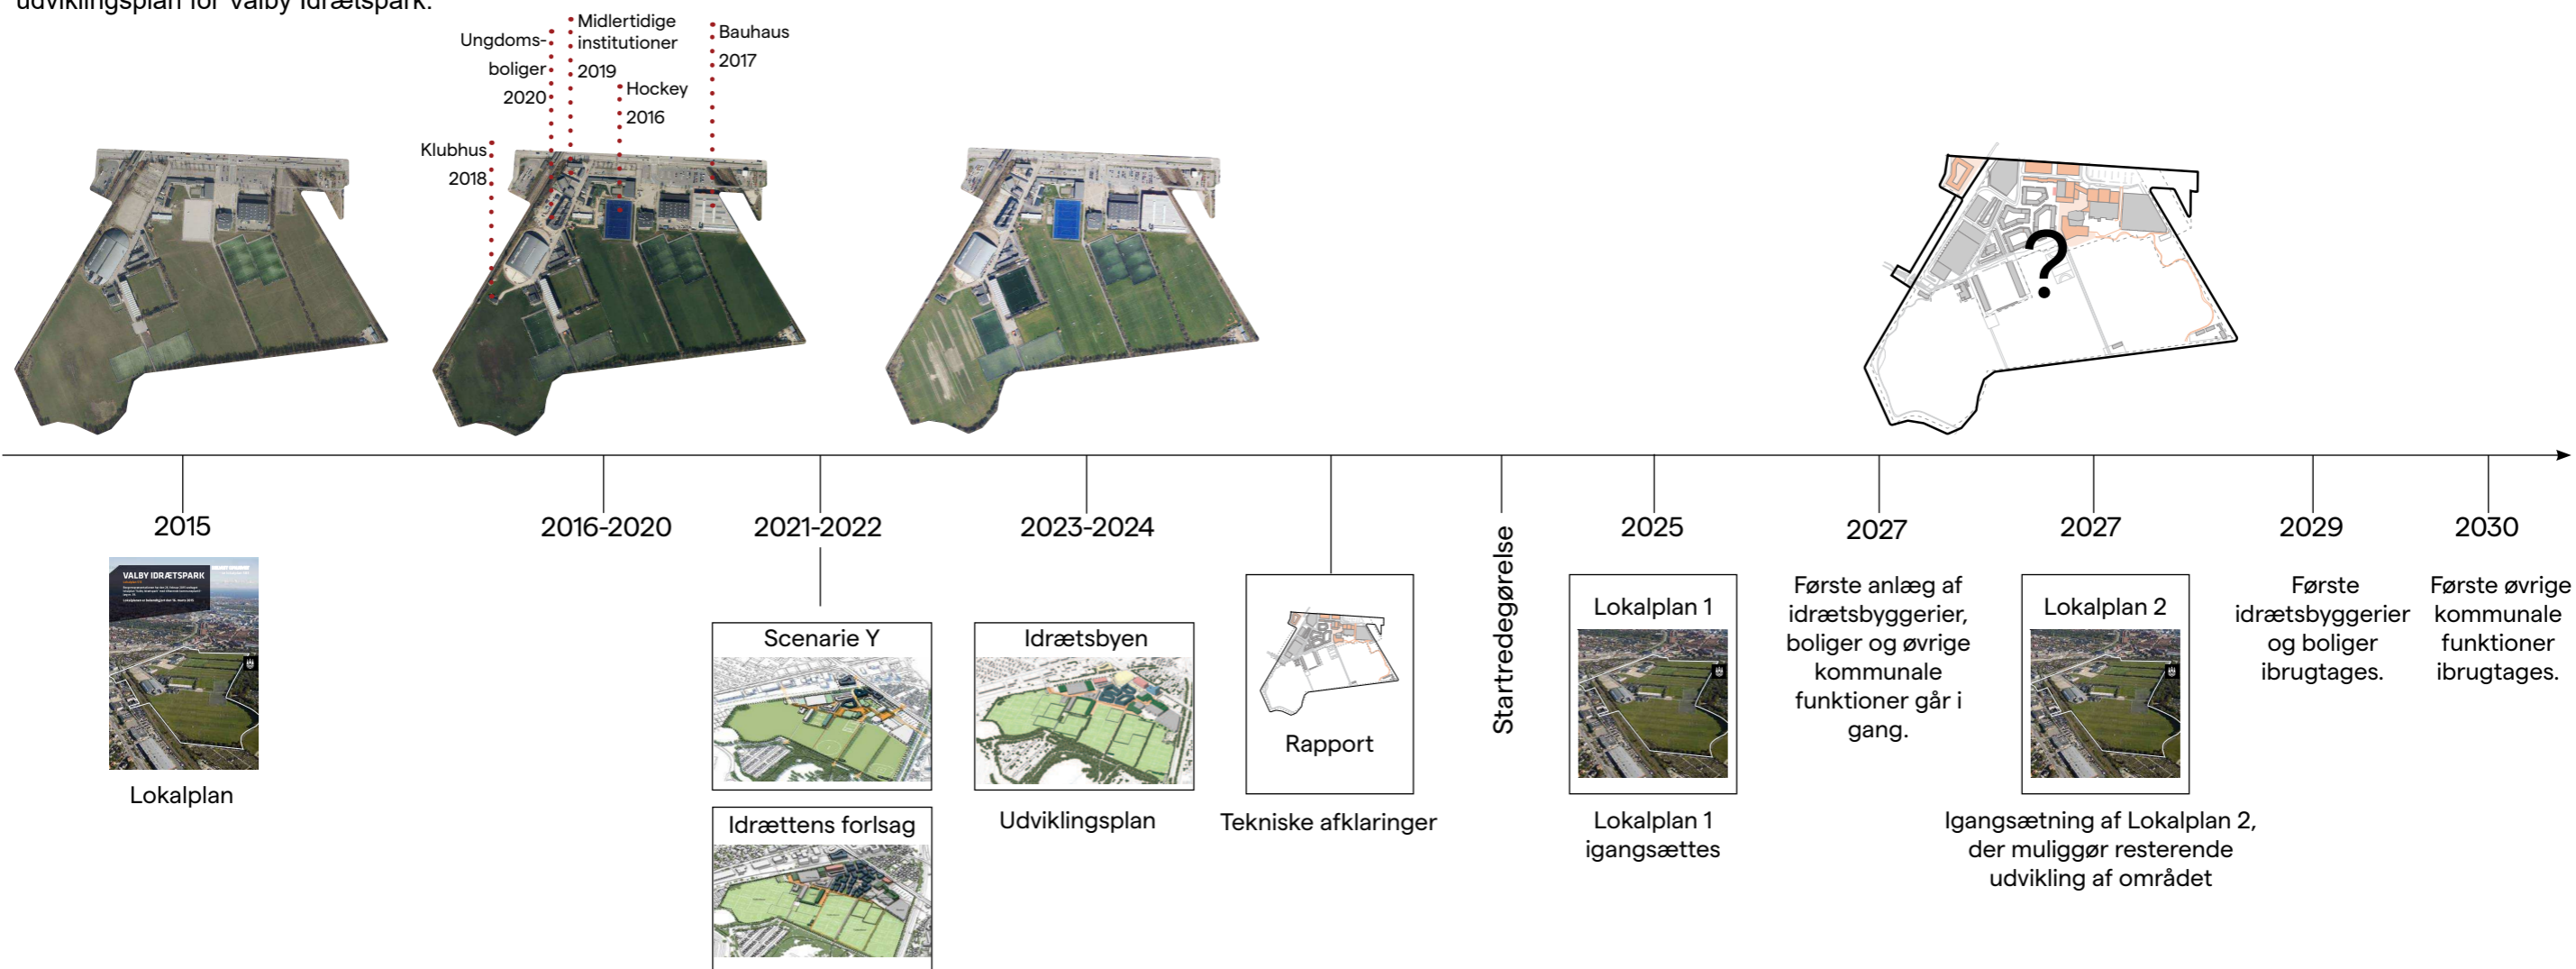 udviklingsplan for Valby Idrætspark.
Ungdoms-
boliger
2020
Midlertidige
institutioner
2019
Hockey
2016
Bauhaus
2017
Klubhus
2018
?
2015
2016-2020
2021-2022
2023-2024
Startredegørelse
2025
2027
2027
2029
2030
VALBY IDRÆTSPARK
Lokalplan
Scenarie Y
Idrættens forlsag
Idrætsbyen
Udviklingsplan
Rapport
Tekniske afklaringer
Lokalplan 1
Lokalplan 1
igangsættes
Første anlæg af
idrætsbyggerier,
boliger og øvrige
kommunale
funktioner går i
gang.
Lokalplan 2
Igangsætning af Lokalplan 2,
der muliggør resterende
udvikling af området
Første
idrætsbyggerier
og boliger
ibrugtages.
Første øvrige
kommunale
funktioner
ibrugtages.